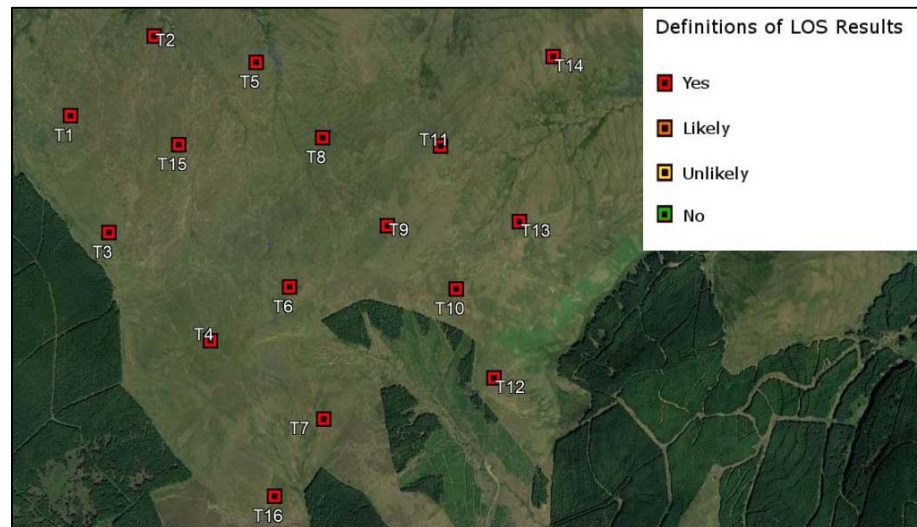 Definitions of LOS Results
Yes
Likely
Unlikely
No
T2
T5
T14
T1
T15
T8
T11
T3
T9
T13
T6
T10
T4
T12
T7
T16